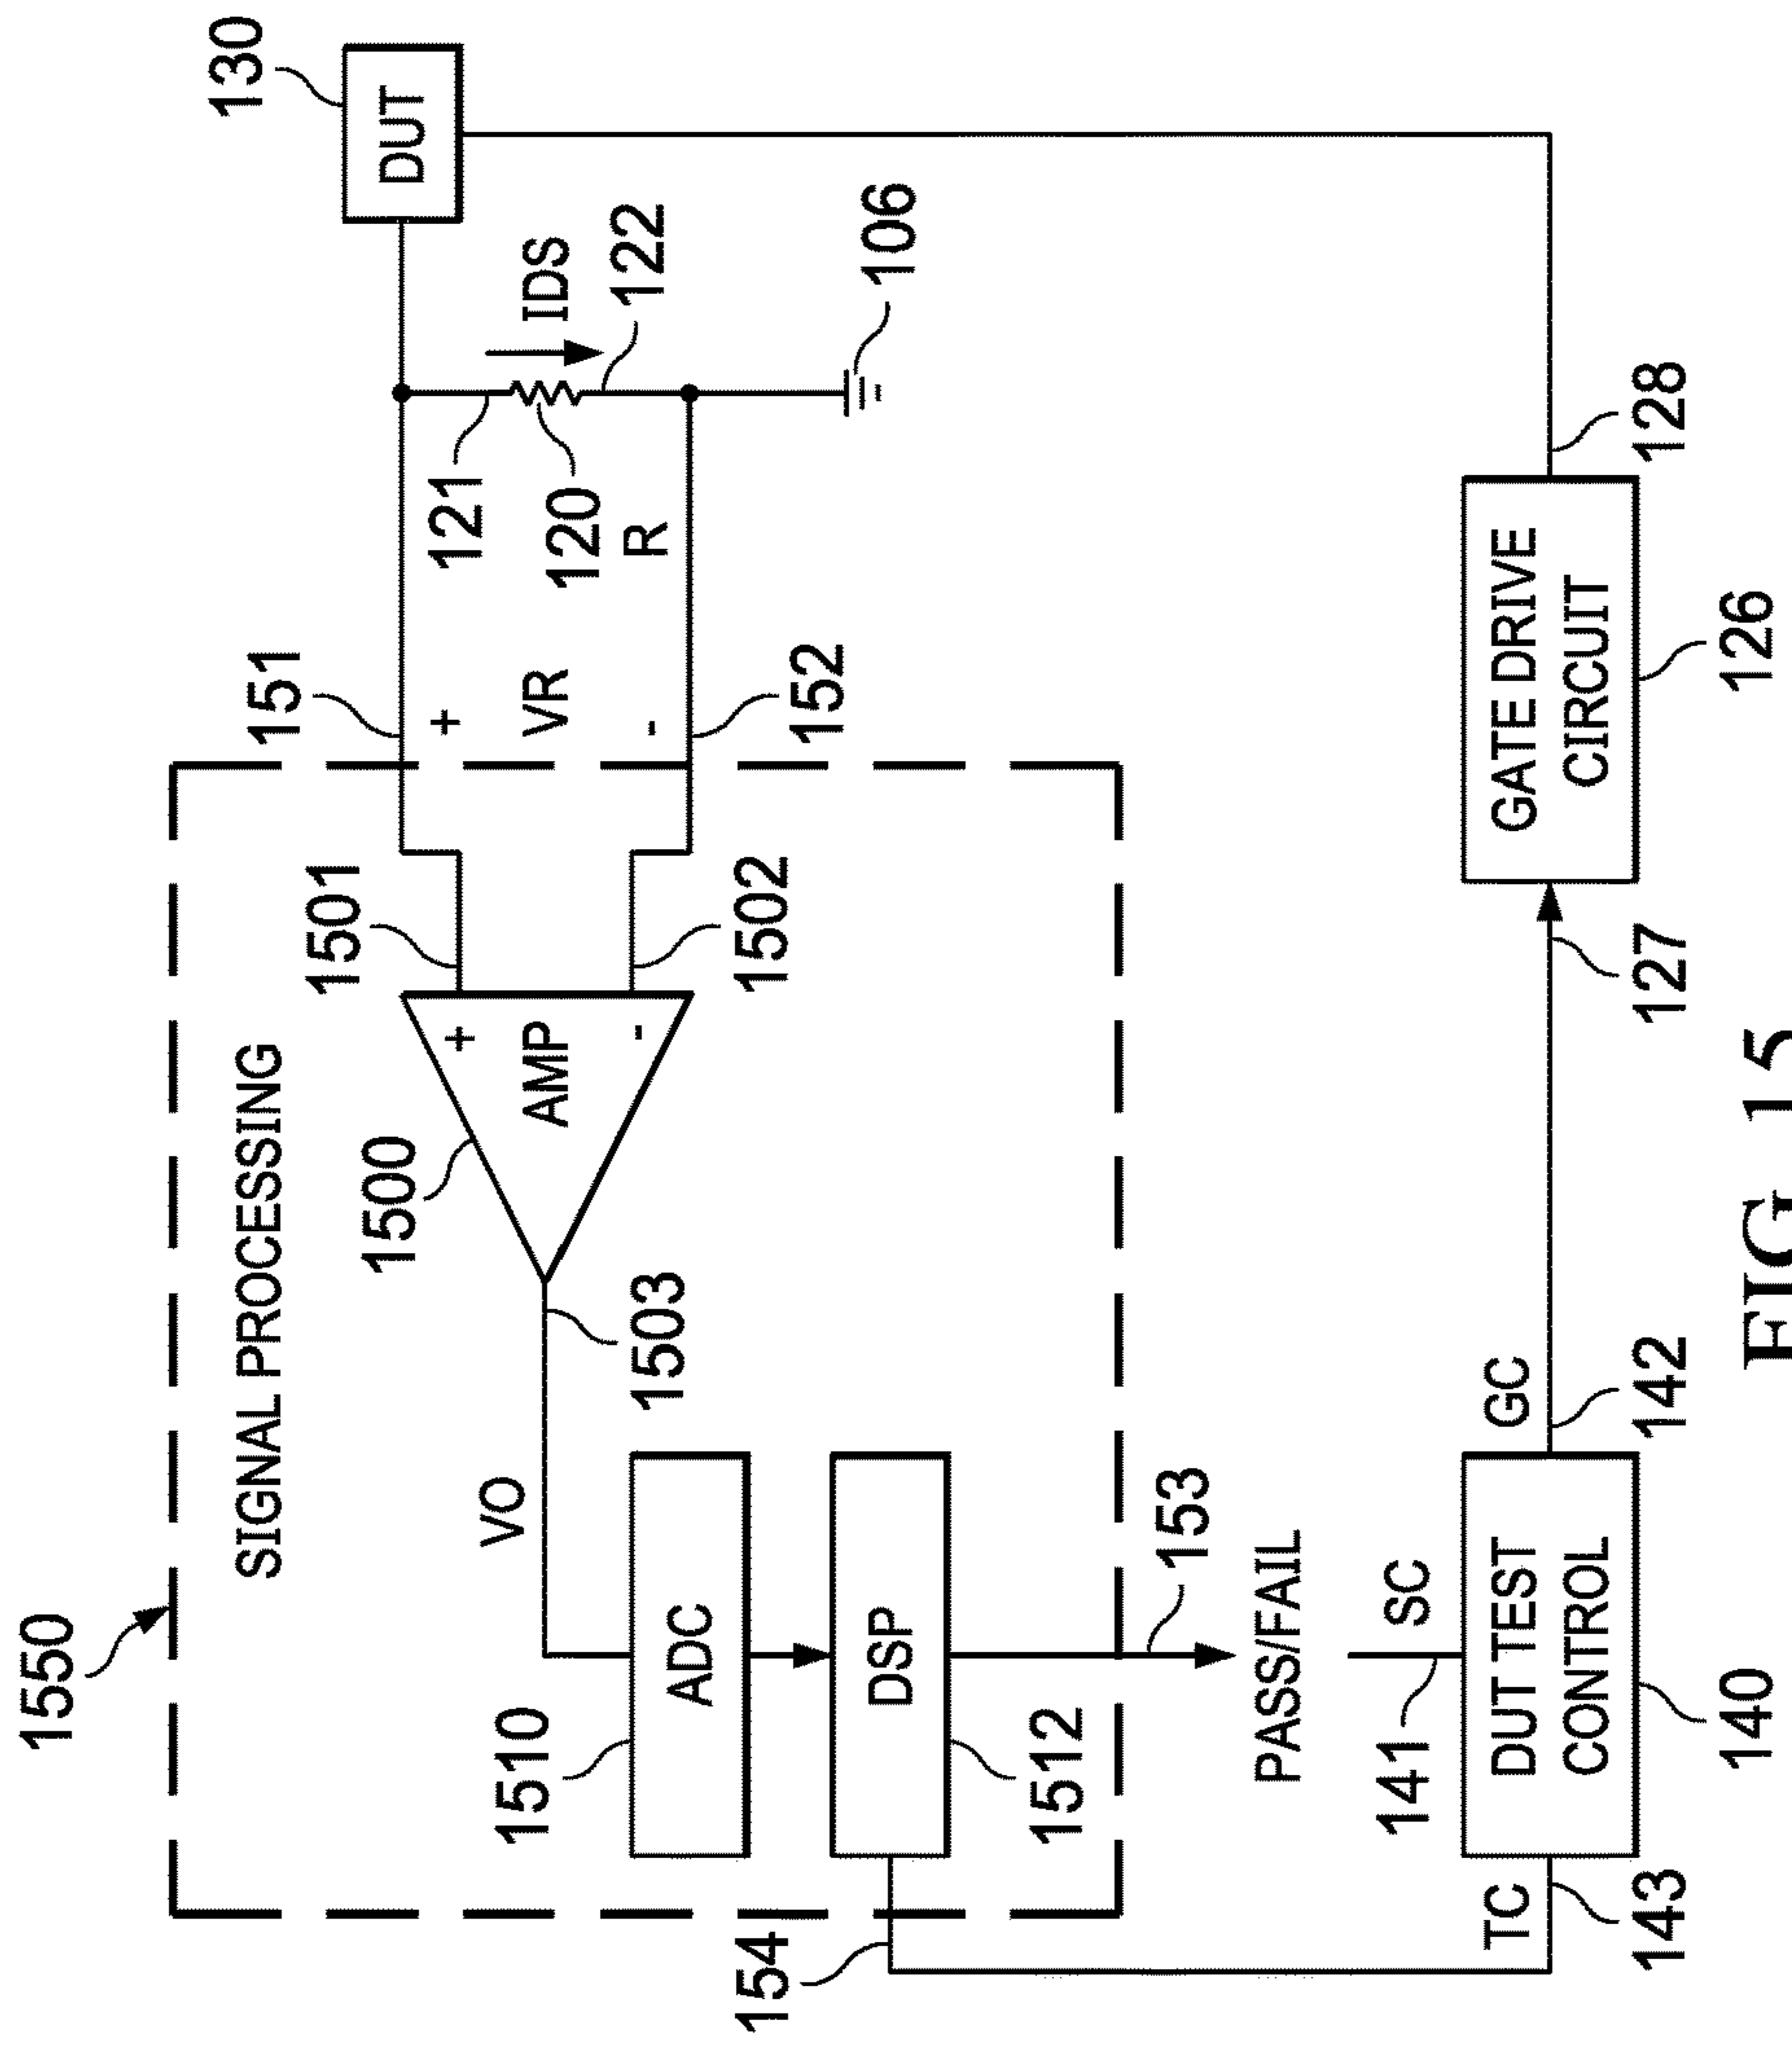 1550
SIGNAL PROCESSING
1510
ADC
VO
1503
1500
AMP
+
-
1501
1502
151
+
VR
-
152
121
120
R
IDS
122
106
DUT
130
154
1512
DSP
153
PASS/FAIL
141
SC
TC
143
DUT TEST
CONTROL
140
GC
142
127
GATE DRIVE
CIRCUIT
126
128
FIG. 15